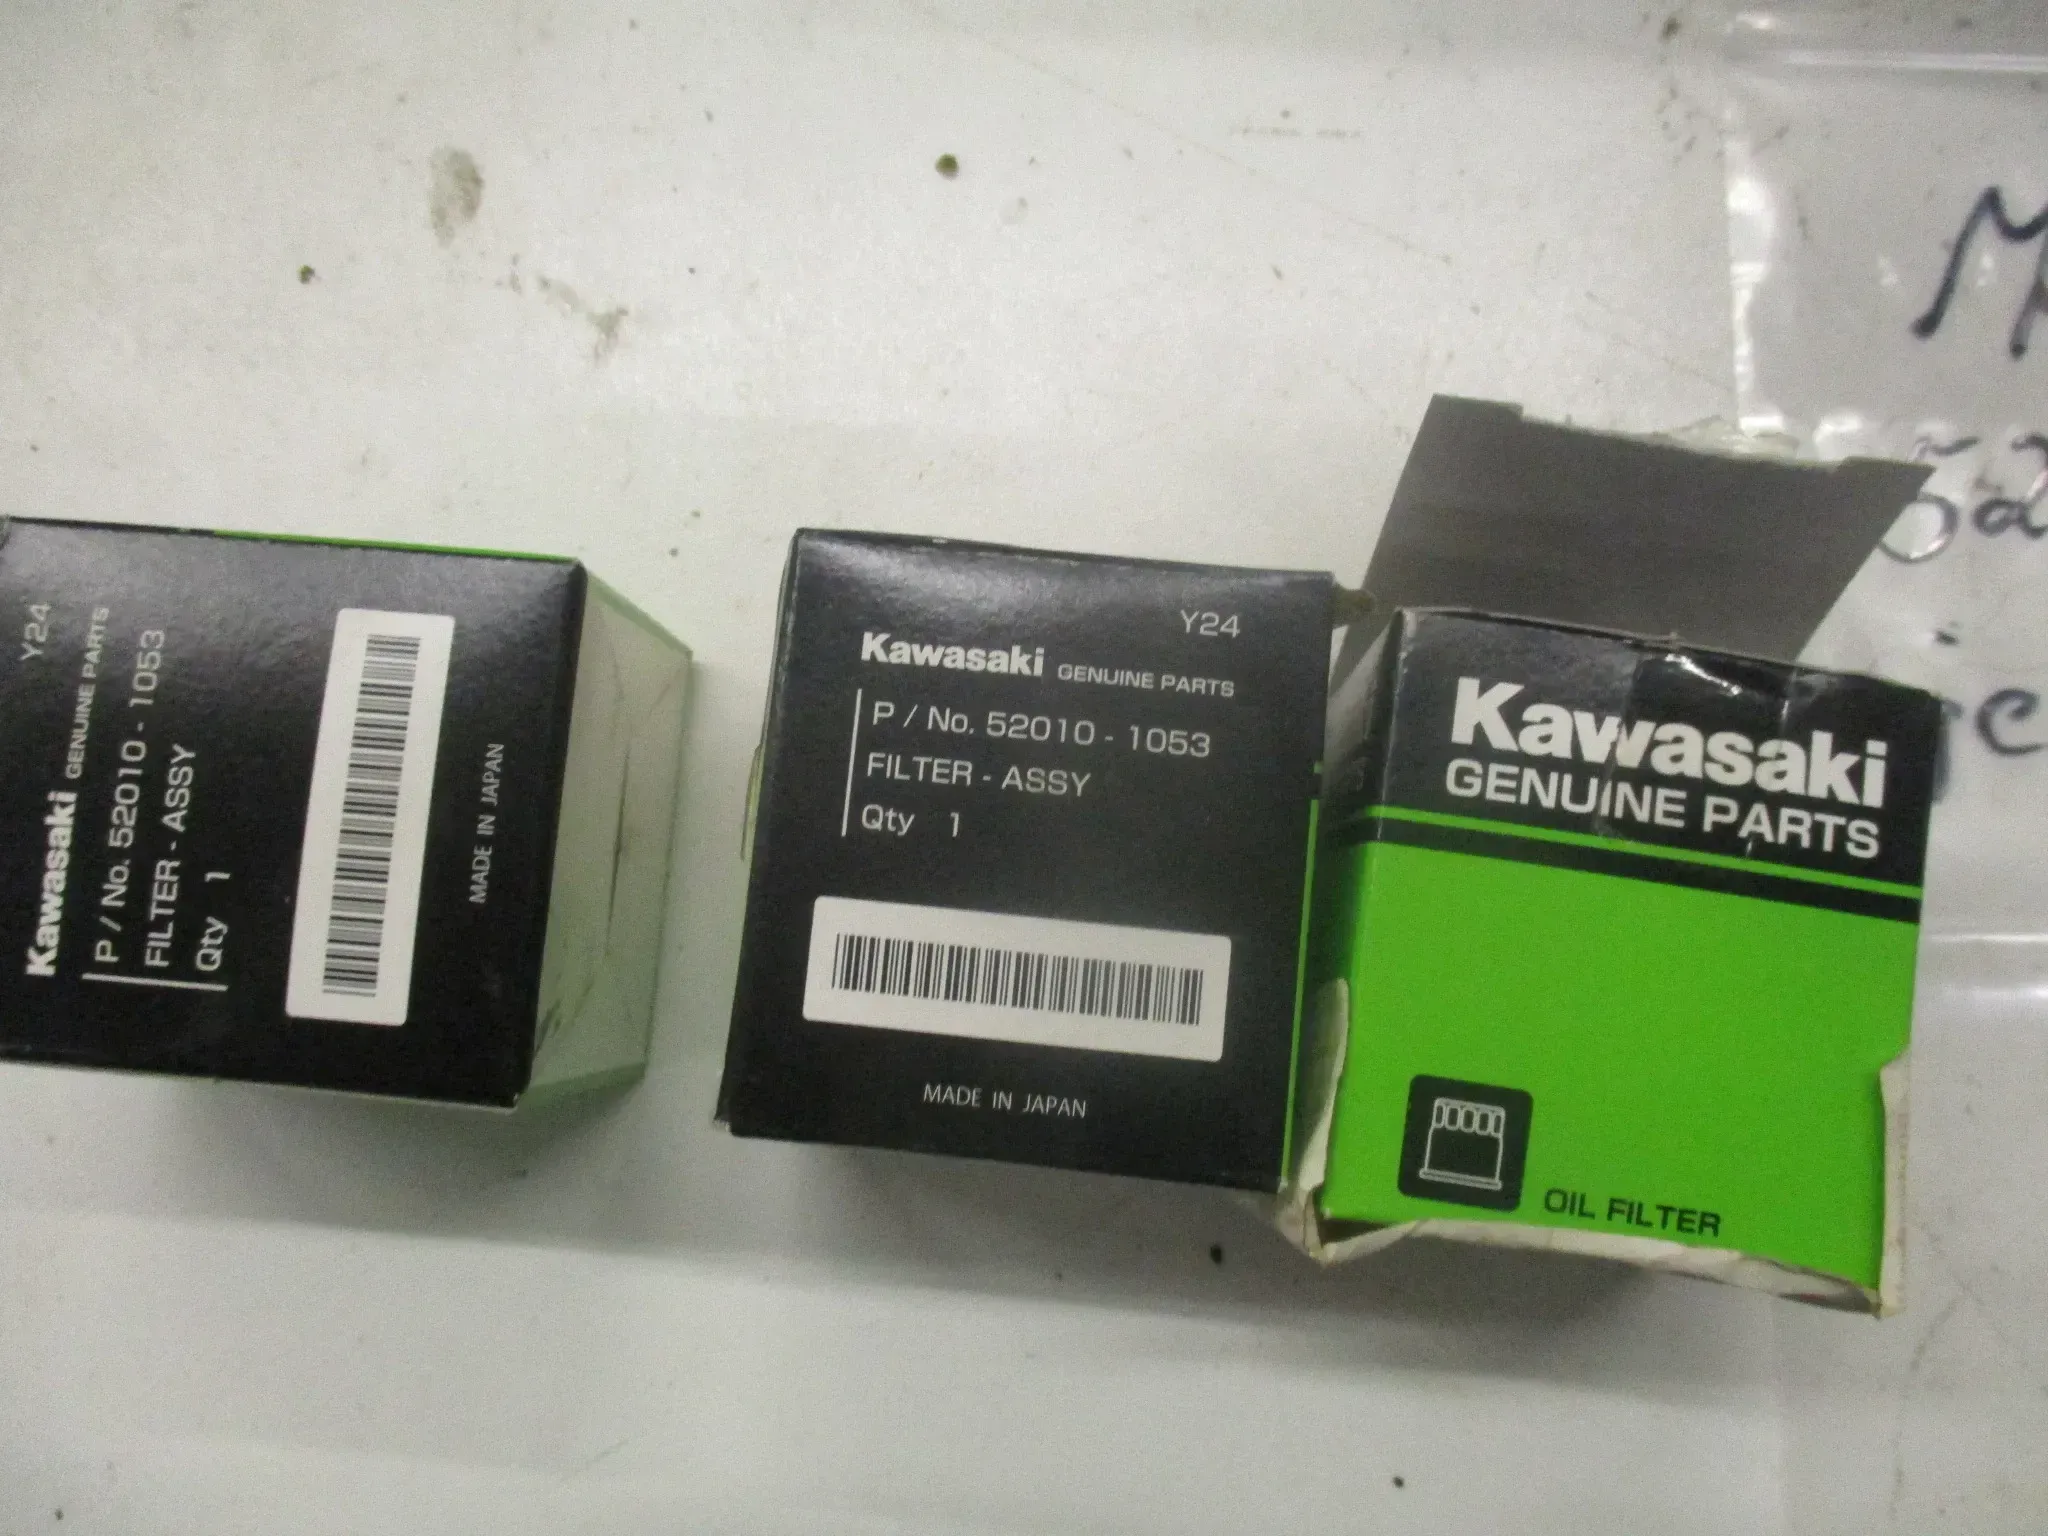 Y24
Kawasaki GENUINE PARTS
P / No. 52010 - 1053
FILTER - ASSY
Qty 1
MADE IN JAPAN
Y24
Kawasaki GENUINE PARTS
P / No. 52010 - 1053
FILTER - ASSY
Qty 1
MADE IN JAPAN
Kawasaki
GENUINE PARTS
OIL FILTER
M
52